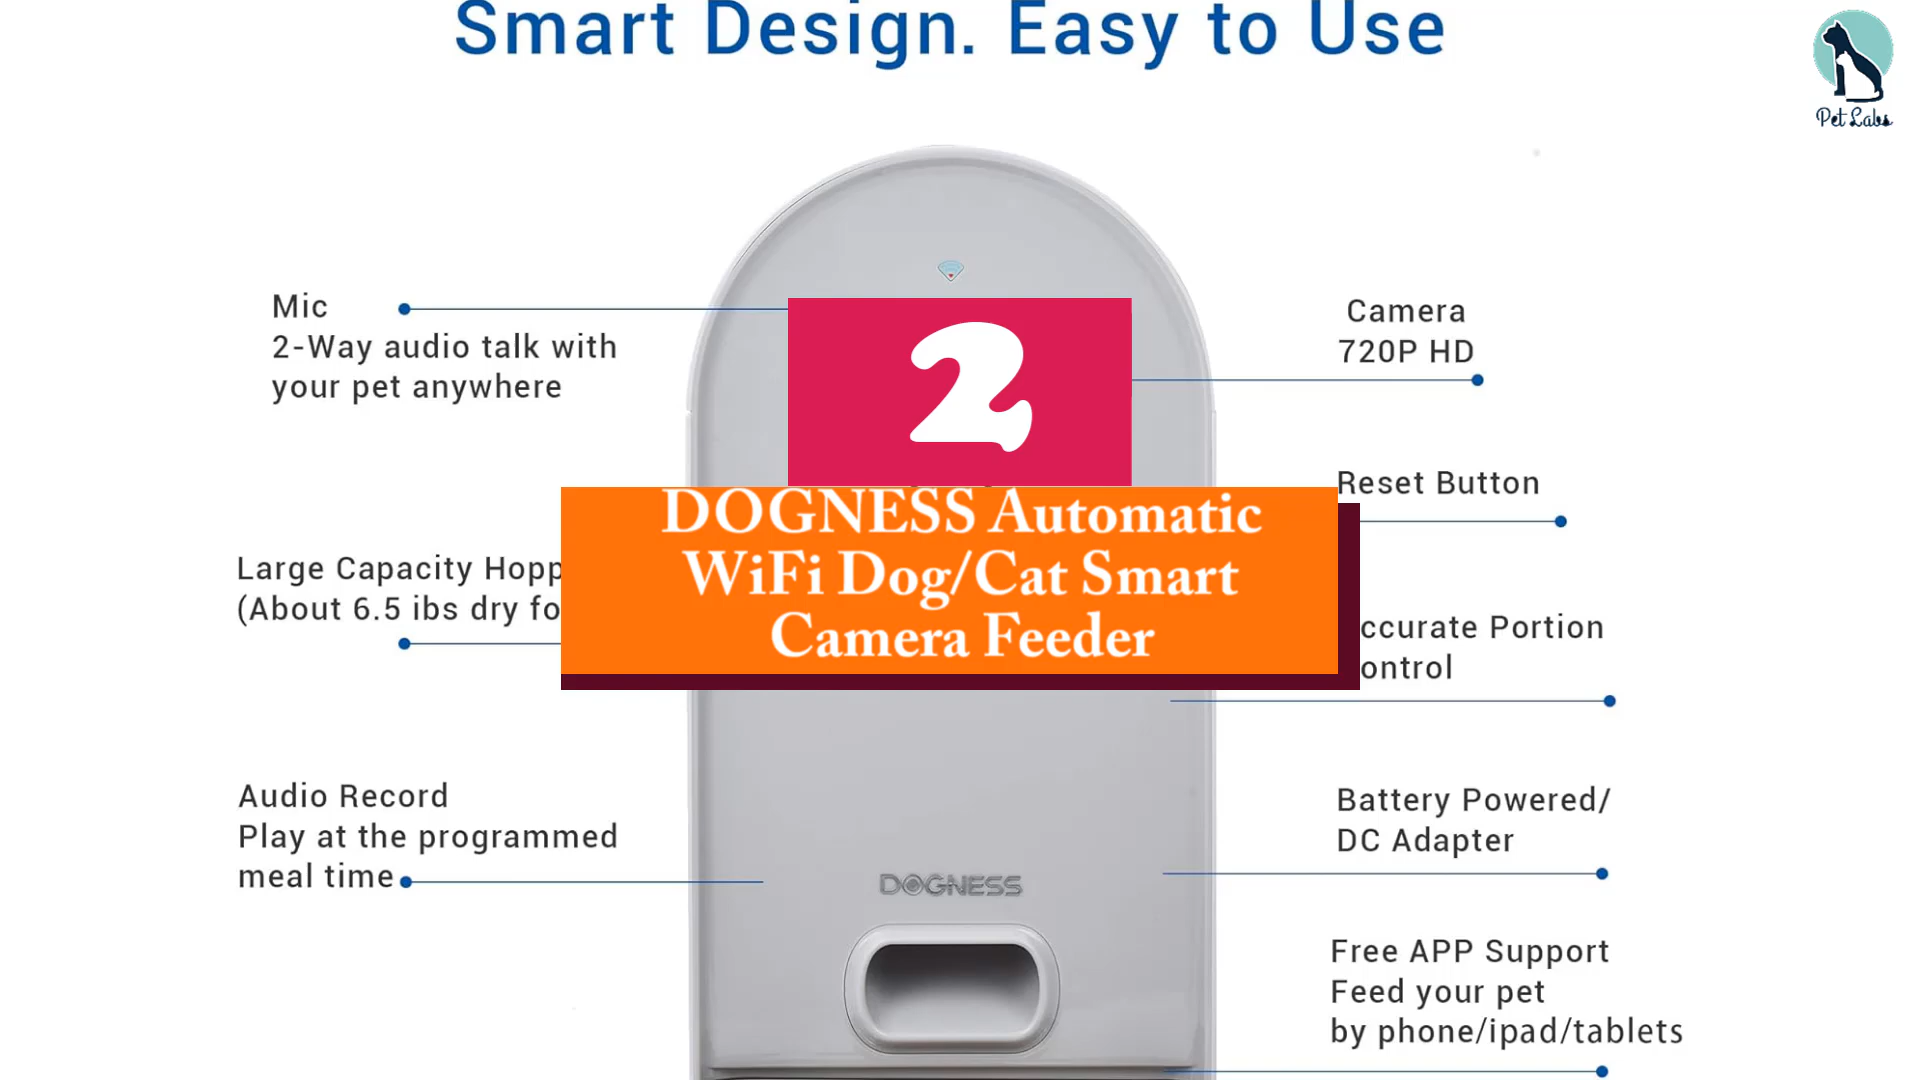 Smart Design. Easy to Use
Pet Labs
Mic
2-Way audio talk with
your pet anywhere
Camera
720P HD
2
Reset Button
DOGNESS Automatic
WiFi Dog/Cat Smart
Camera Feeder
Large Capacity Hopp
(About 6.5 ibs dry fo
ccurate Portion
ontrol
Audio Record
Play at the programmed
meal time
Battery Powered/
DC Adapter
DOGNESS
Free APP Support
Feed your pet
by phone/ipad/tablets